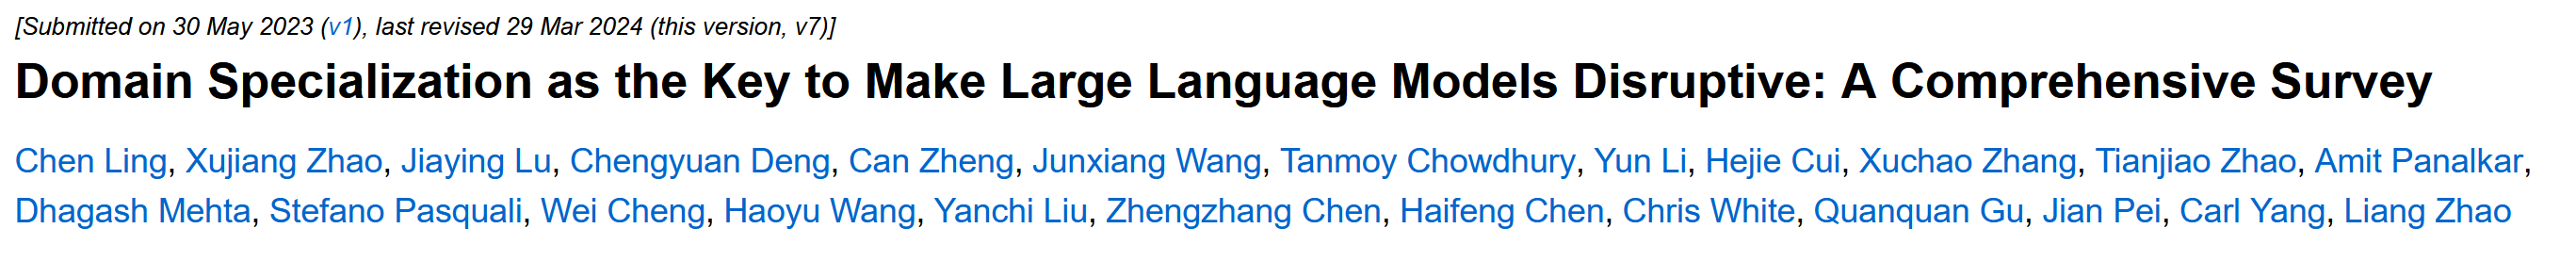 [Submitted on 30 May 2023 (v1), last revised 29 Mar 2024 (this version, v7)]
Domain Specialization as the Key to Make Large Language Models Disruptive: A Comprehensive Survey
Chen Ling, Xujiang Zhao, Jiaying Lu, Chengyuan Deng, Can Zheng, Junxiang Wang, Tanmoy Chowdhury, Yun Li, Hejie Cui, Xuchao Zhang, Tianjiao Zhao, Amit Panalkar,
Dhagash Mehta, Stefano Pasquali, Wei Cheng, Haoyu Wang, Yanchi Liu, Zhengzhang Chen, Haifeng Chen, Chris White, Quanquan Gu, Jian Pei, Carl Yang, Liang Zhao